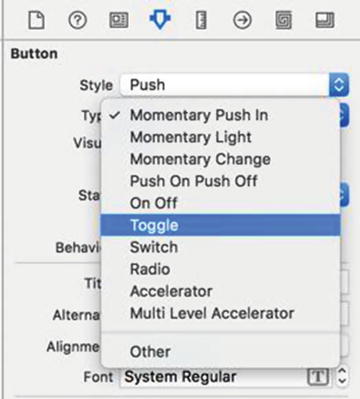 Button
Style Push
Typ ✓ Momentary Push In
Visu Momentary Light
Momentary Change
Push On Push Off
Sta On Off
Toggle
Behavi Switch
Radio
Tit Accelerator
Alterna Multi Level Accelerator
Alignme Other
Font System Regular T